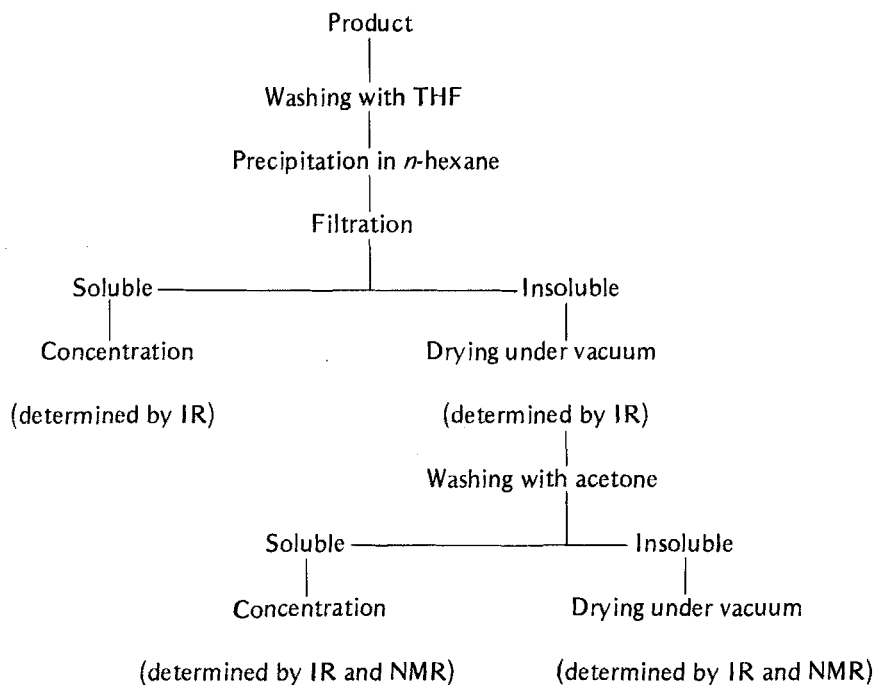 Product
Washing with THF
Precipitation in n-hexane
Filtration
Soluble Insoluble
Concentration Drying under vacuum
(determined by IR) (determined by IR)
Washing with acetone
Soluble Insoluble
Concentration Drying under vacuum
(determined by IR and NMR) (determined by IR and NMR)